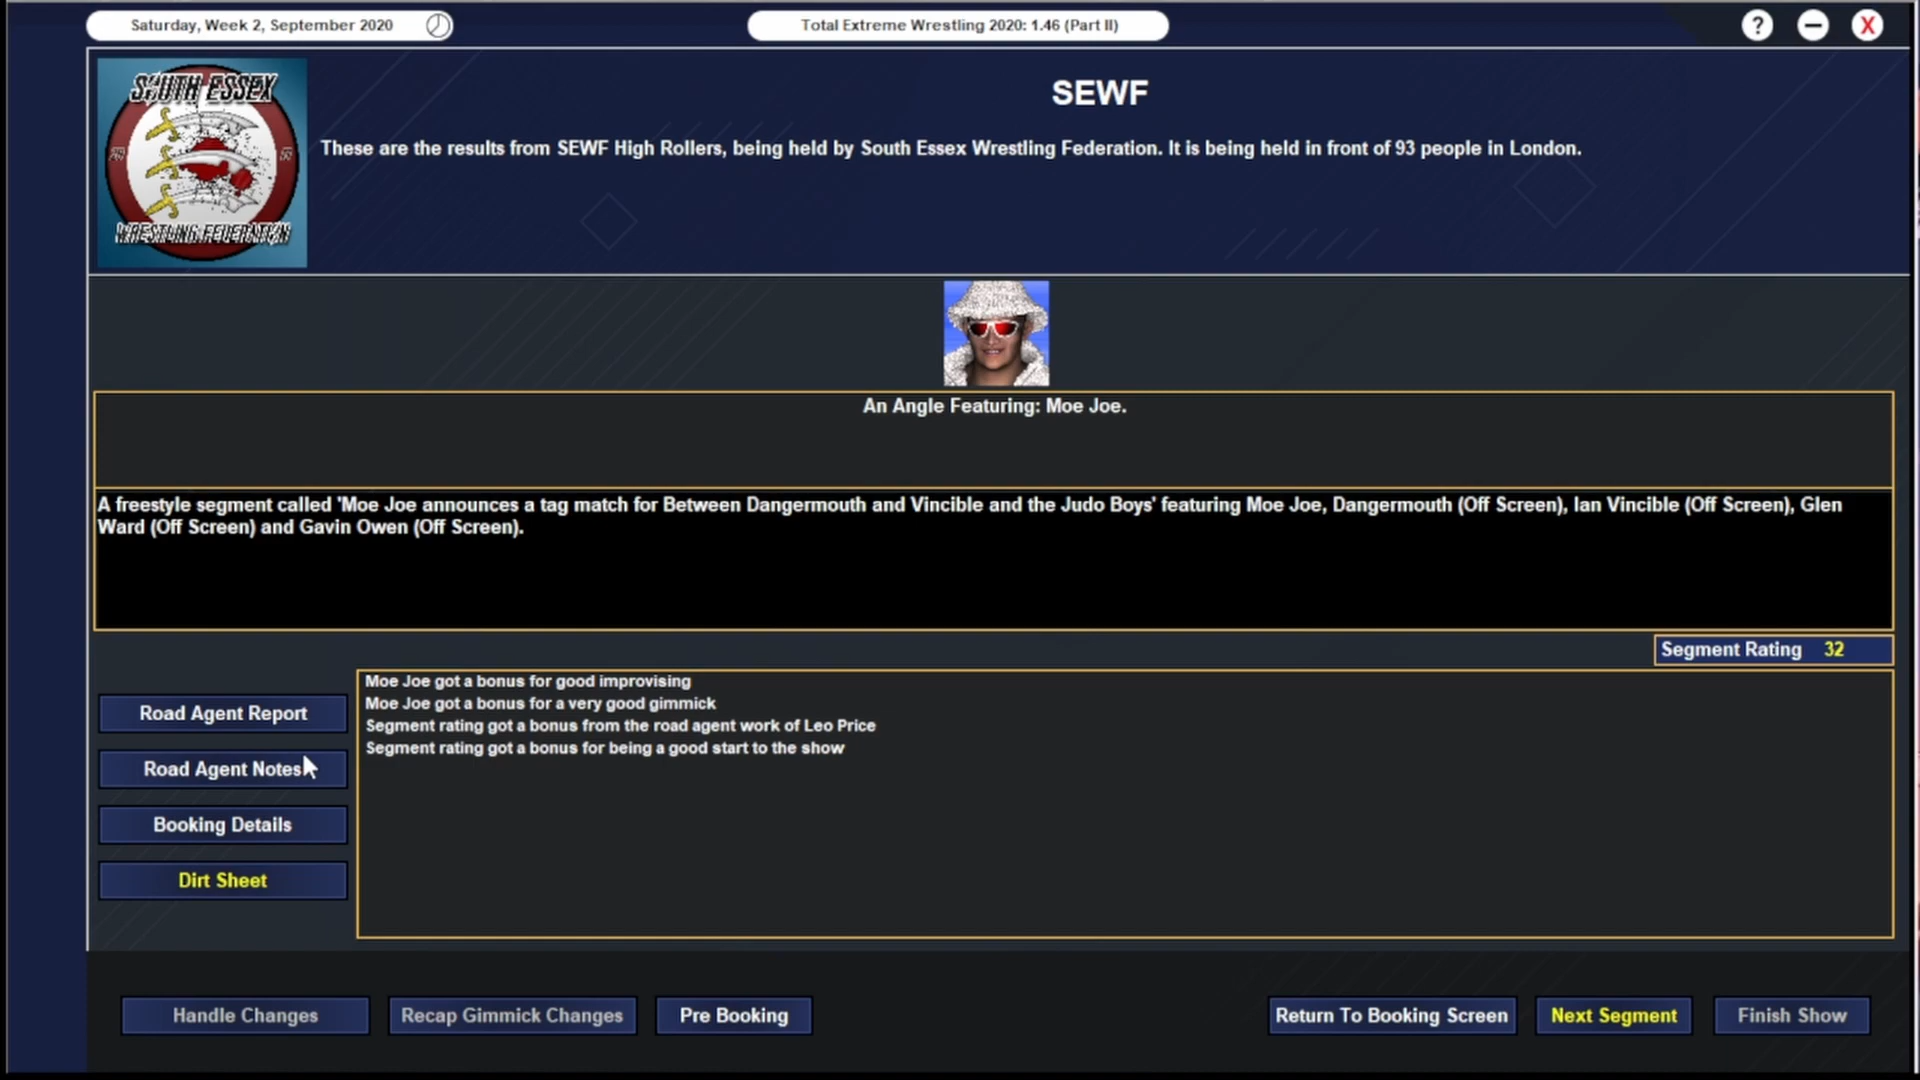 Saturday, Week 2, September 2020
Total Extreme Wrestling 2020: 1.46 (Part II)
?
X
SOUTH ESSEX
WRESTLING FEDERATION
SEWF
These are the results from SEWF High Rollers, being held by South Essex Wrestling Federation. It is being held in front of 93 people in London.
An Angle Featuring: Moe Joe.
A freestyle segment called 'Moe Joe announces a tag match for Between Dangermouth and Vincible and the Judo Boys' featuring Moe Joe, Dangermouth (Off Screen), Ian Vincible (Off Screen), Glen
Ward (Off Screen) and Gavin Owen (Off Screen).
Segment Rating 32
Road Agent Report
Road Agent Notes
Booking Details
Dirt Sheet
Moe Joe got a bonus for good improvising
Moe Joe got a bonus for a very good gimmick
Segment rating got a bonus from the road agent work of Leo Price
Segment rating got a bonus for being a good start to the show
Handle Changes
Recap Gimmick Changes
Pre Booking
Return To Booking Screen
Next Segment
Finish Show